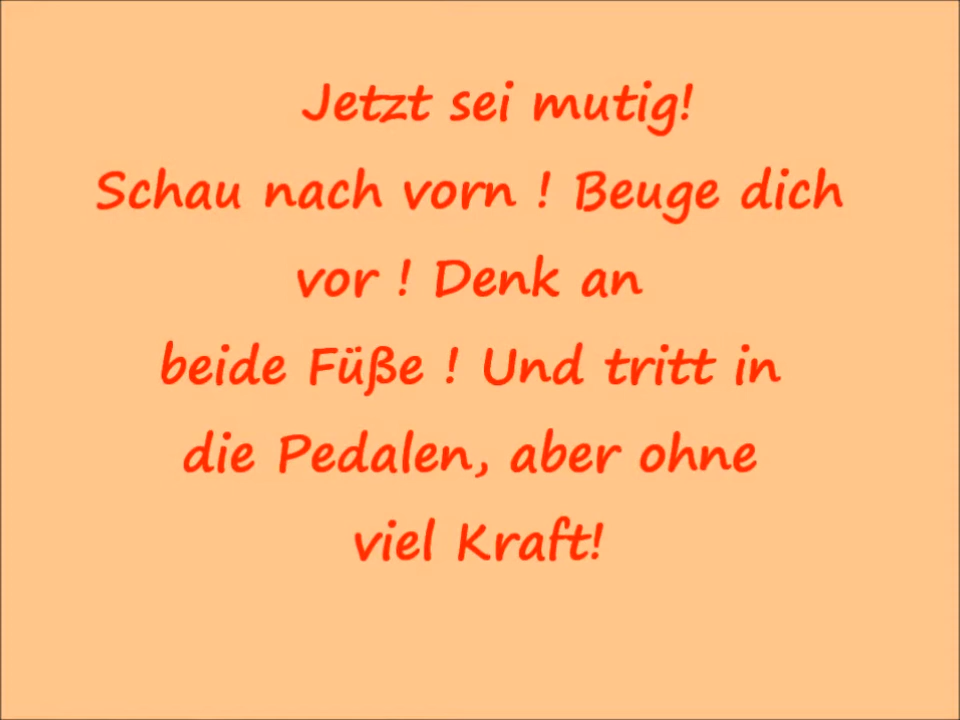 Jetzt sei mutig!
Schau nach vorn ! Beuge dich
vor ! Denk an
beide Füße ! Und tritt in
die Pedalen, aber ohne
viel Kraft!